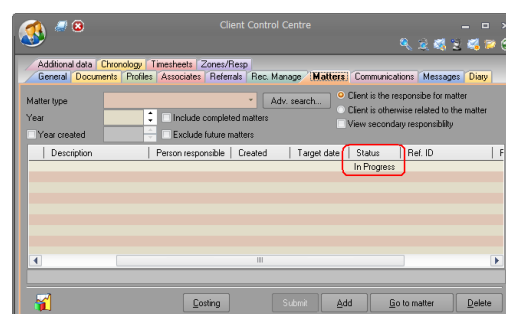 Client Control Centre
Additional data Chronology Timesheets Zones/Resp
General Documents Profiles Associates Referrals Rec. Manage Matters Communications Messages Diary
Matter type Adv. search... Client is the responsibe for matter
Year Include completed matters Client is otherwise related to the matter
Year created Exclude future matters View secondary responsiblity
Description Person responsible Created Target date Status Ref. ID F
In Progress
Costing Submit Add Go to matter Delete